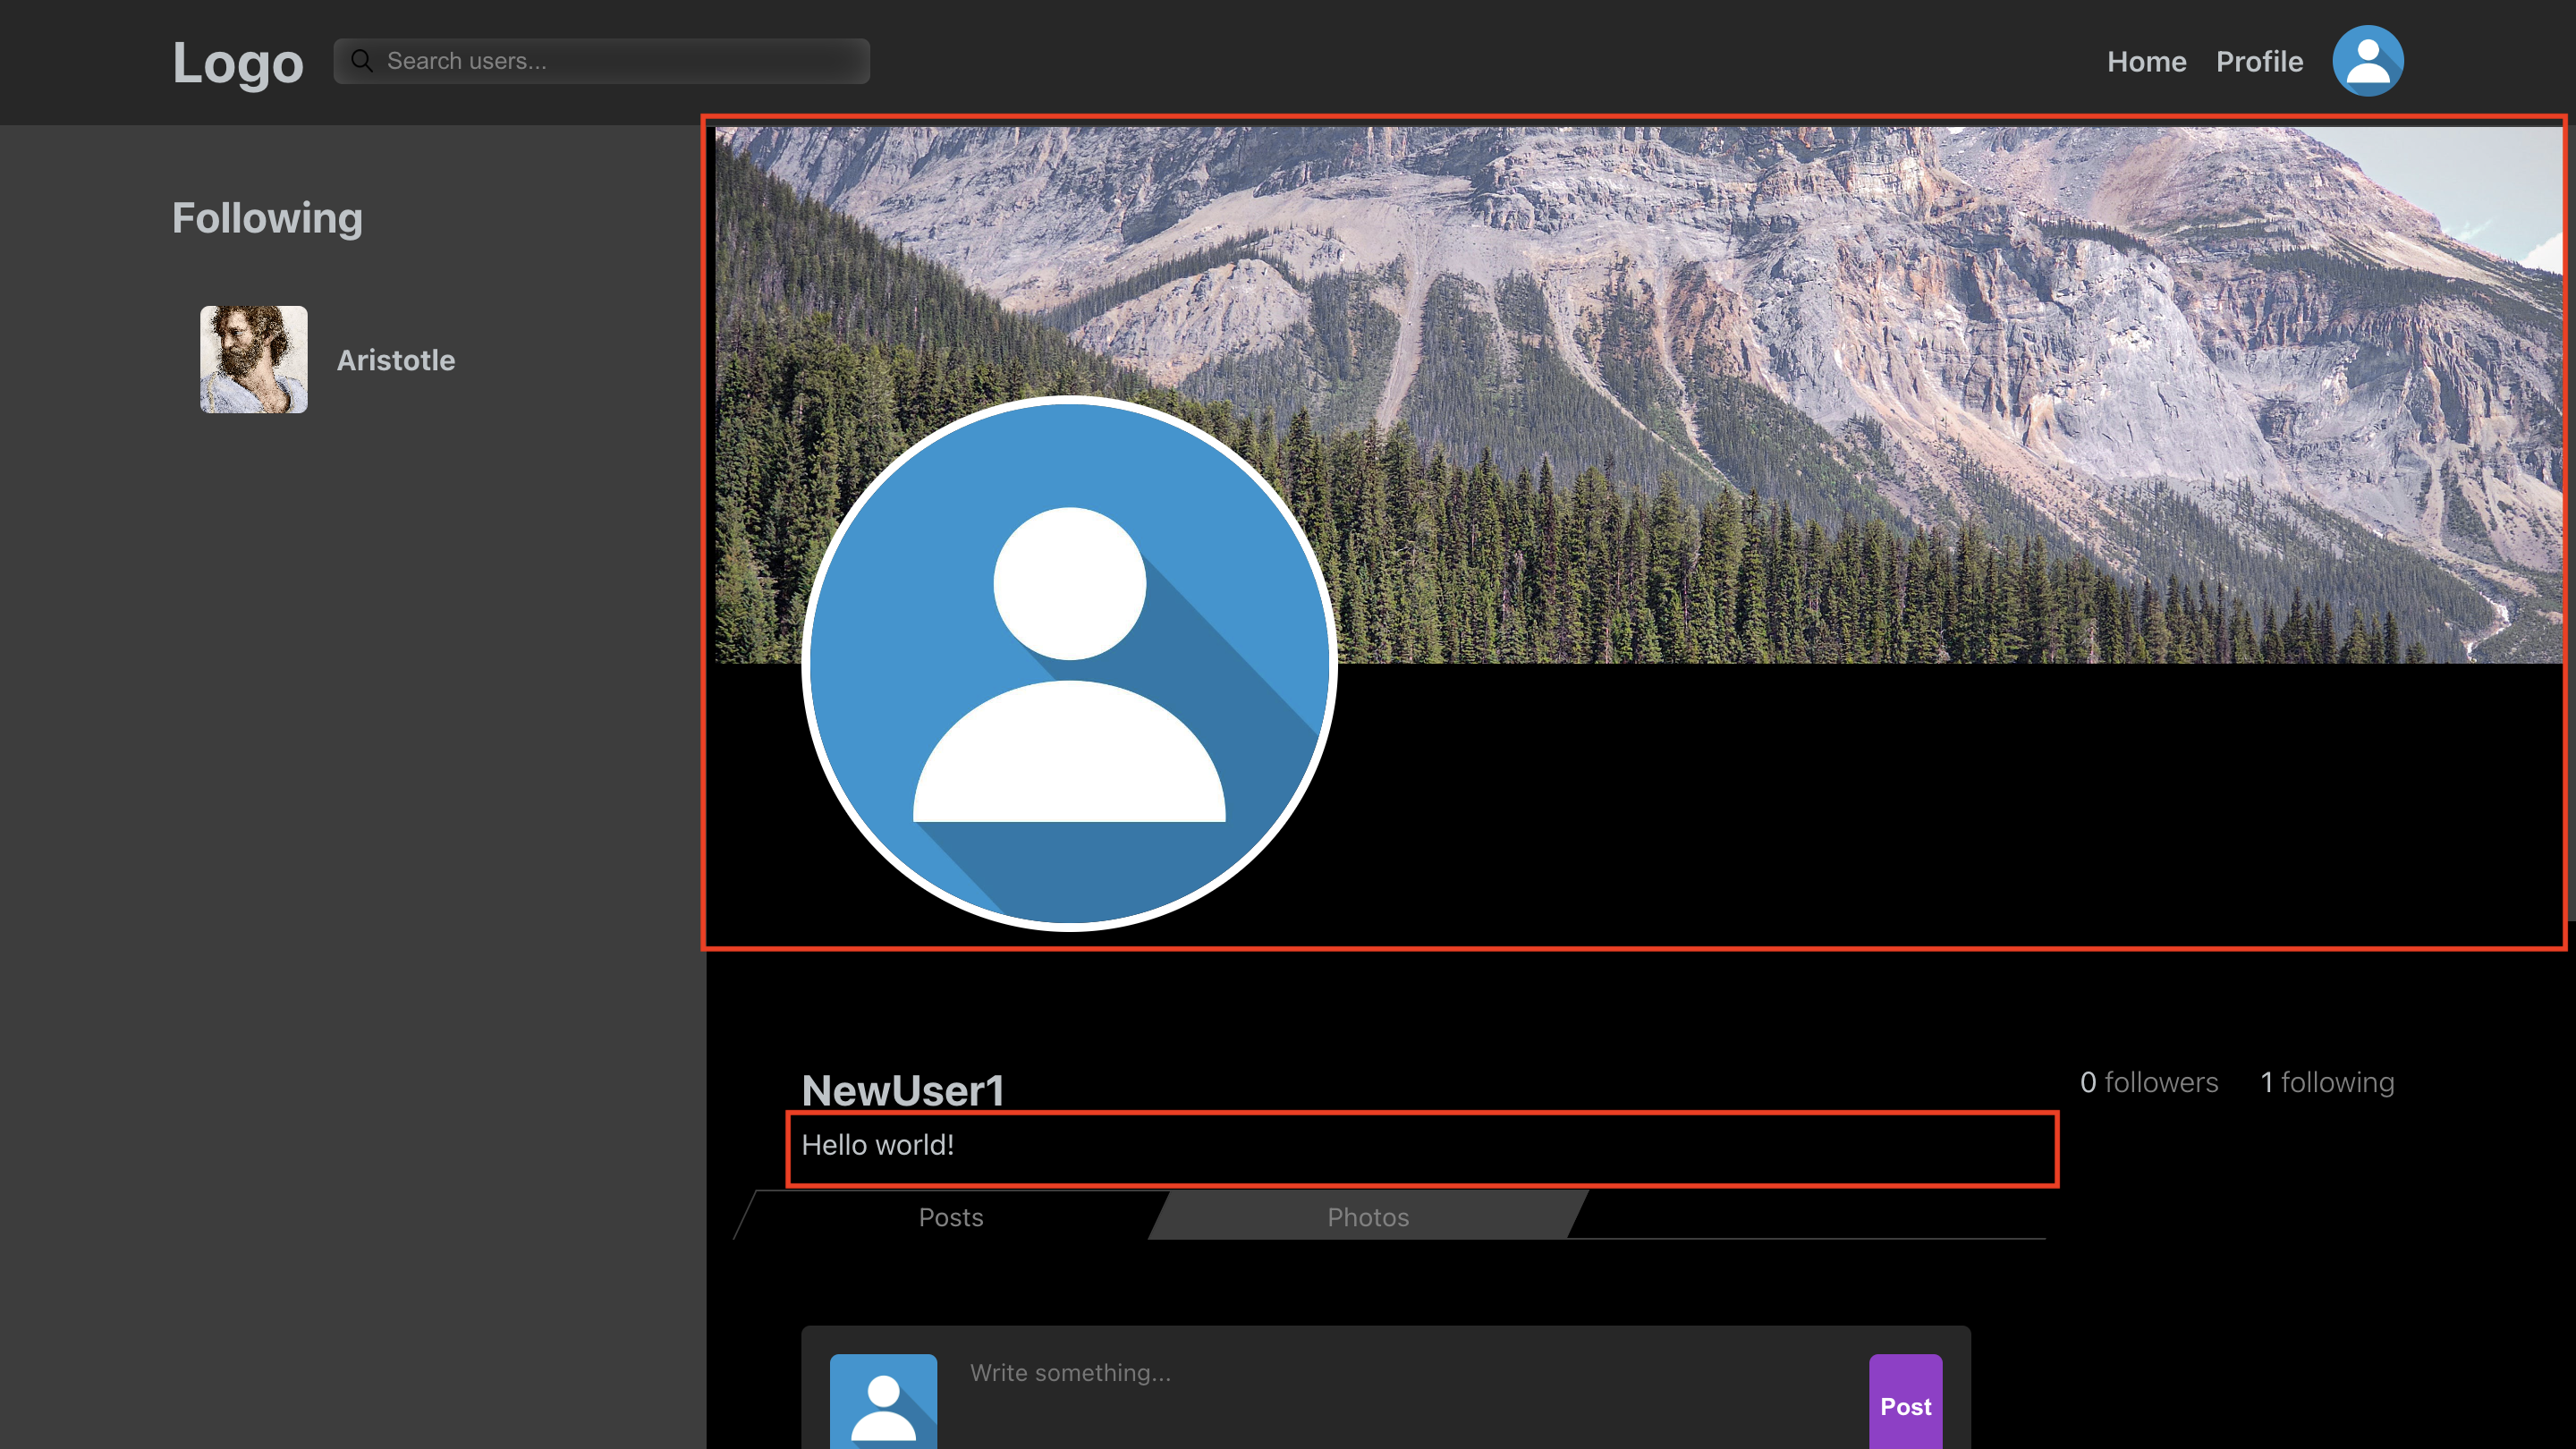 Logo
Search users...
Home
Profile
Following
Aristotle
NewUser1
0 followers
1 following
Hello world!
Posts
Photos
Write something...
Post